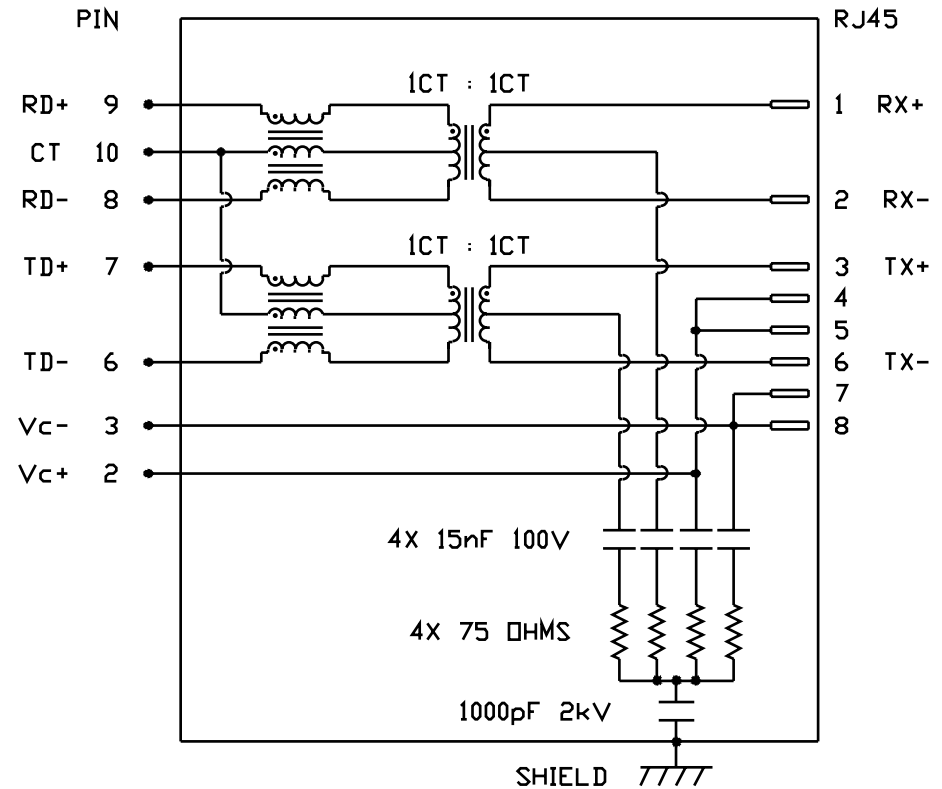 PIN RJ45
1CT : 1CT
RD+ 9 1 RX+
CT 10
RD- 8 2 RX-
1CT : 1CT
TD+ 7 3 TX+
4
5
TD- 6 6 TX-
7
Vc- 3 8
Vc+ 2
4X 15nF 100V
4X 75 OHMS
1000pF 2kV
SHIELD